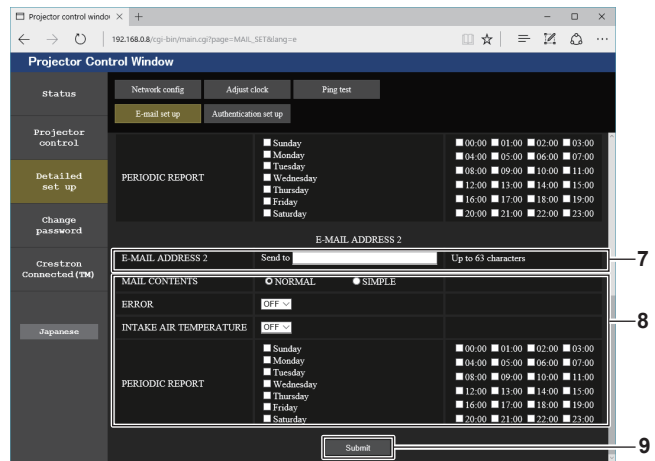 Projector control windov
192.168.0.8/cgi-bin/main.cgi?page=MAIL_SET&lang=e
Projector Control Window
Status
Projector
control
Detailed
set up
Change
password
Crestron
Connected(TM)
Japanese
Network config Adjust clock Ping test
E-mail set up Authentication set up
PERIODIC REPORT
Sunday
Monday
Tuesday
Wednesday
Thursday
Friday
Saturday
00:00 01:00 02:00 03:00
04:00 05:00 06:00 07:00
08:00 09:00 10:00 11:00
12:00 13:00 14:00 15:00
16:00 17:00 18:00 19:00
20:00 21:00 22:00 23:00
E-MAIL ADDRESS 2
E-MAIL ADDRESS 2 Send to Up to 63 characters
7
MAIL CONTENTS NORMAL SIMPLE
ERROR OFF
8
INTAKE AIR TEMPERATURE OFF
PERIODIC REPORT
Sunday
Monday
Tuesday
Wednesday
Thursday
Friday
Saturday
00:00 01:00 02:00 03:00
04:00 05:00 06:00 07:00
08:00 09:00 10:00 11:00
12:00 13:00 14:00 15:00
16:00 17:00 18:00 19:00
20:00 21:00 22:00 23:00
Submit
9